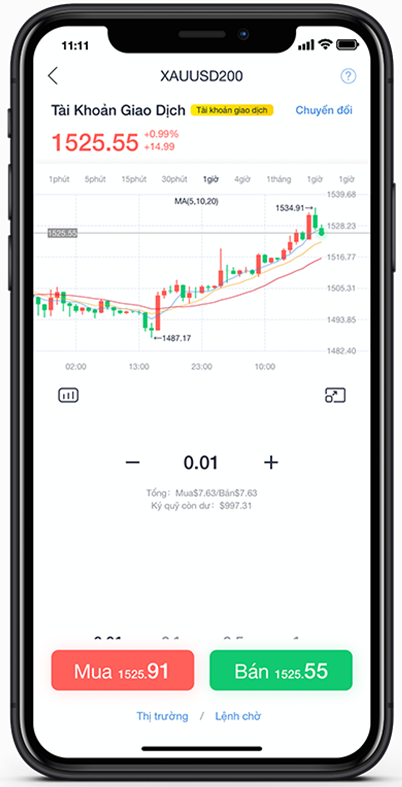 11:11
XAUUSD200
?
Tài Khoản Giao Dịch Tài khoản giao dịch Chuyển đổi
1525.55 +0.99%
+14.99
1phút 5phút 15phút 30phút 1giờ 4giờ 1tháng 1giờ 1giờ
MA(5,10,20)
1539.68
1534.91→
1528.23
1525.55
1516.77
1505.31
1493.85
←1487.17
1482.40
02:00 13:00 23:00 10:00
− 0.01 +
Tổng: Mua$7.63/Bán$7.63
Ký quỹ còn dư: $997.31
Mua 1525.91 Bán 1525.55
Thị trường / Lệnh chờ